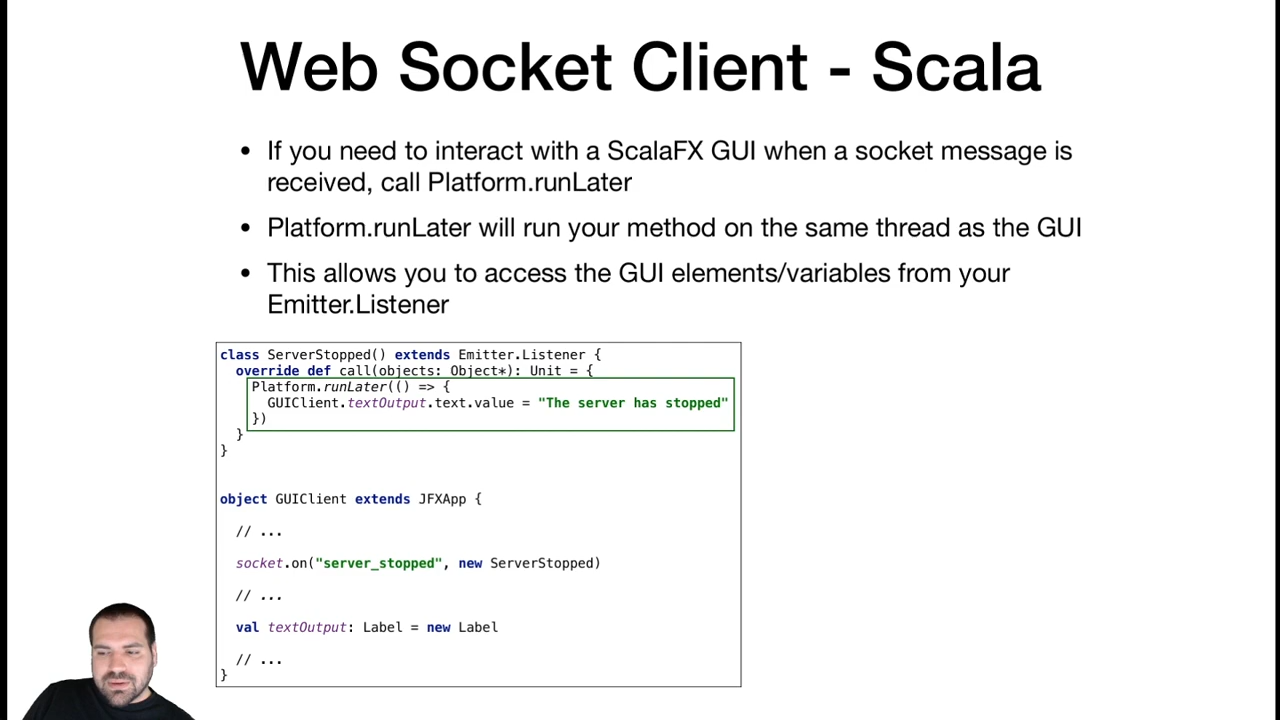 Web Socket Client - Scala
• If you need to interact with a ScalaFX GUI when a socket message is
received, call Platform.runLater
• Platform.runLater will run your method on the same thread as the GUI
• This allows you to access the GUI elements/variables from your
Emitter.Listener
class ServerStopped() extends Emitter.Listener {
  override def call(objects: Object*): Unit = {
    Platform.runLater(() => {
      GUIClient.textOutput.text.value = "The server has stopped"
    })
  }
}
object GUIClient extends JFXApp {
  // ...
  socket.on("server_stopped", new ServerStopped)
  // ...
  val textOutput: Label = new Label
  // ...
}